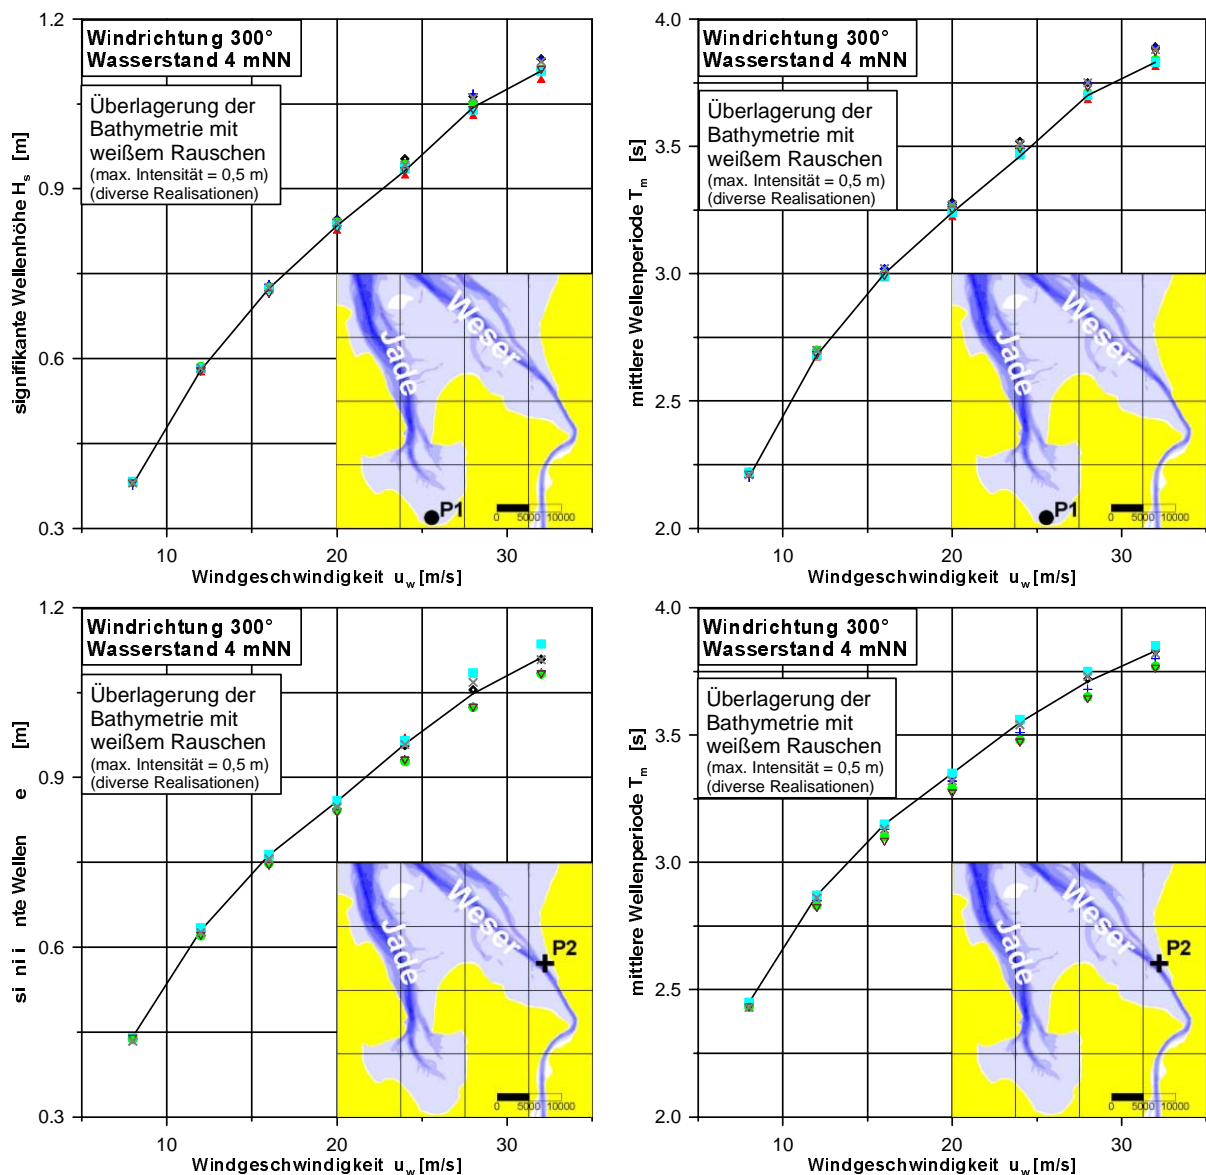 1.2
0.9
0.6
0.3
signifikante Wellenhöhe Hs [m]
Windrichtung 300°
Wasserstand 4 mNN
Überlagerung der
Bathymetrie mit
weißem Rauschen
(max. Intensität = 0,5 m)
(diverse Realisationen)
Jade
Weser
P1
0 5000 10000
10 20 30
Windgeschwindigkeit uw [m/s]
4.0
3.5
3.0
2.5
2.0
mittlere Wellenperiode Tm [s]
Windrichtung 300°
Wasserstand 4 mNN
Überlagerung der
Bathymetrie mit
weißem Rauschen
(max. Intensität = 0,5 m)
(diverse Realisationen)
Jade
Weser
P1
0 5000 10000
10 20 30
Windgeschwindigkeit uw [m/s]
1.2
0.9
0.6
0.3
si ni i nte Wellen e [m]
Windrichtung 300°
Wasserstand 4 mNN
Überlagerung der
Bathymetrie mit
weißem Rauschen
(max. Intensität = 0,5 m)
(diverse Realisationen)
Jade
Weser
P2
0 5000 10000
10 20 30
Windgeschwindigkeit uw [m/s]
4.0
3.5
3.0
2.5
2.0
mittlere Wellenperiode Tm [s]
Windrichtung 300°
Wasserstand 4 mNN
Überlagerung der
Bathymetrie mit
weißem Rauschen
(max. Intensität = 0,5 m)
(diverse Realisationen)
Jade
Weser
P2
0 5000 10000
10 20 30
Windgeschwindigkeit uw [m/s]